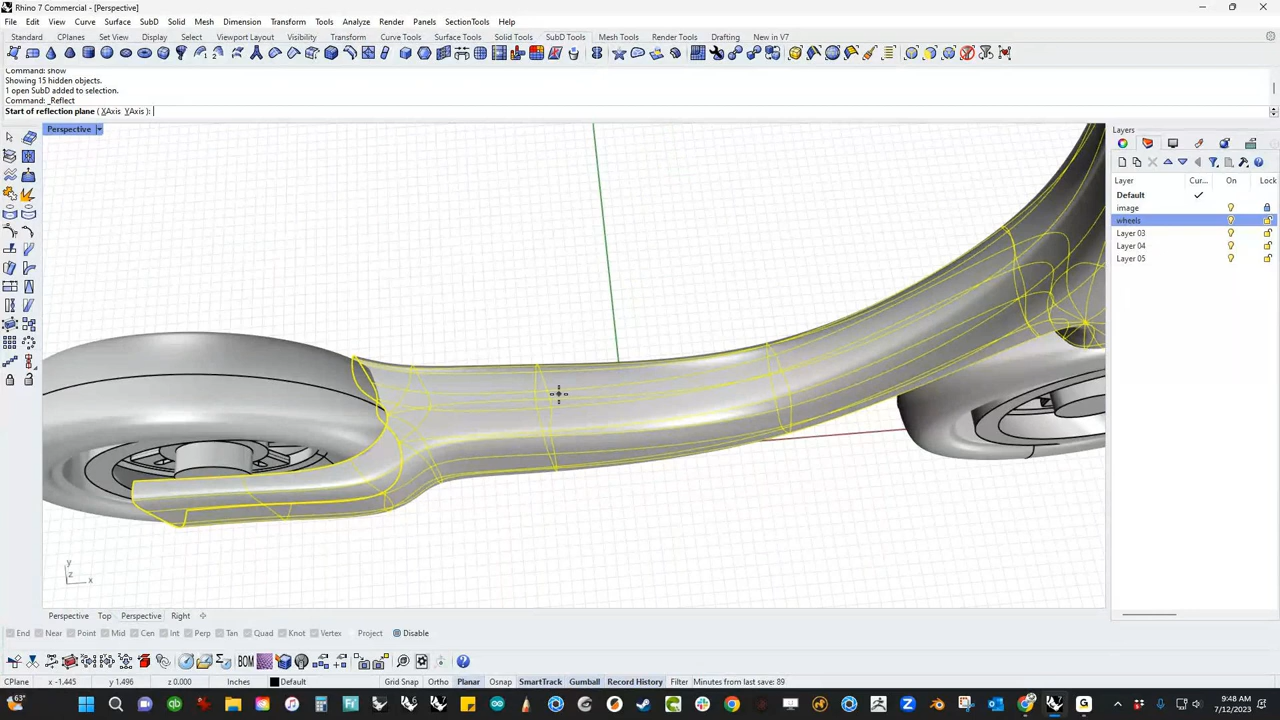 Rhino 7 Commercial - [Perspective]
File Edit View Curve Surface SubD Solid Mesh Dimension Transform Tools Analyze Render Panels SectionTools Help
Standard CPlanes Set View Display Select Viewport Layout Visibility Transform Curve Tools Surface Tools Solid Tools SubD Tools Mesh Tools Render Tools Drafting New in V7
Command: show
Showing 15 hidden objects.
1 open SubD added to selection.
Command: _Reflect
Start of reflection plane ( XAxis YAxis ):
Perspective
Layers
Layer Cur... On Lock
Default
image
wheels
Layer 03
Layer 04
Layer 05
y
z x
Perspective Top Perspective Right
End Near Point Mid Cen Int Perp Tan Quad Knot Vertex Project Disable
BOM
CPlane x -1.445 y 1.496 z 0.000 Inches Default Grid Snap Ortho Planar Osnap SmartTrack Gumball Record History Filter Minutes from last save: 89
63°
9:48 AM
7/12/2023